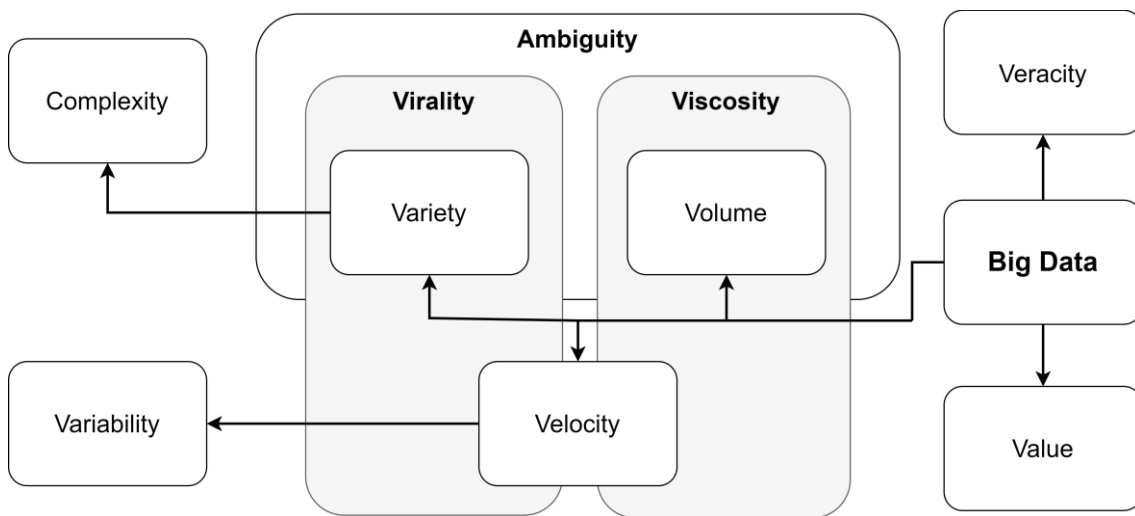 Ambiguity
Complexity
Virality
Viscosity
Veracity
Variety
Volume
Big Data
Variability
Velocity
Value